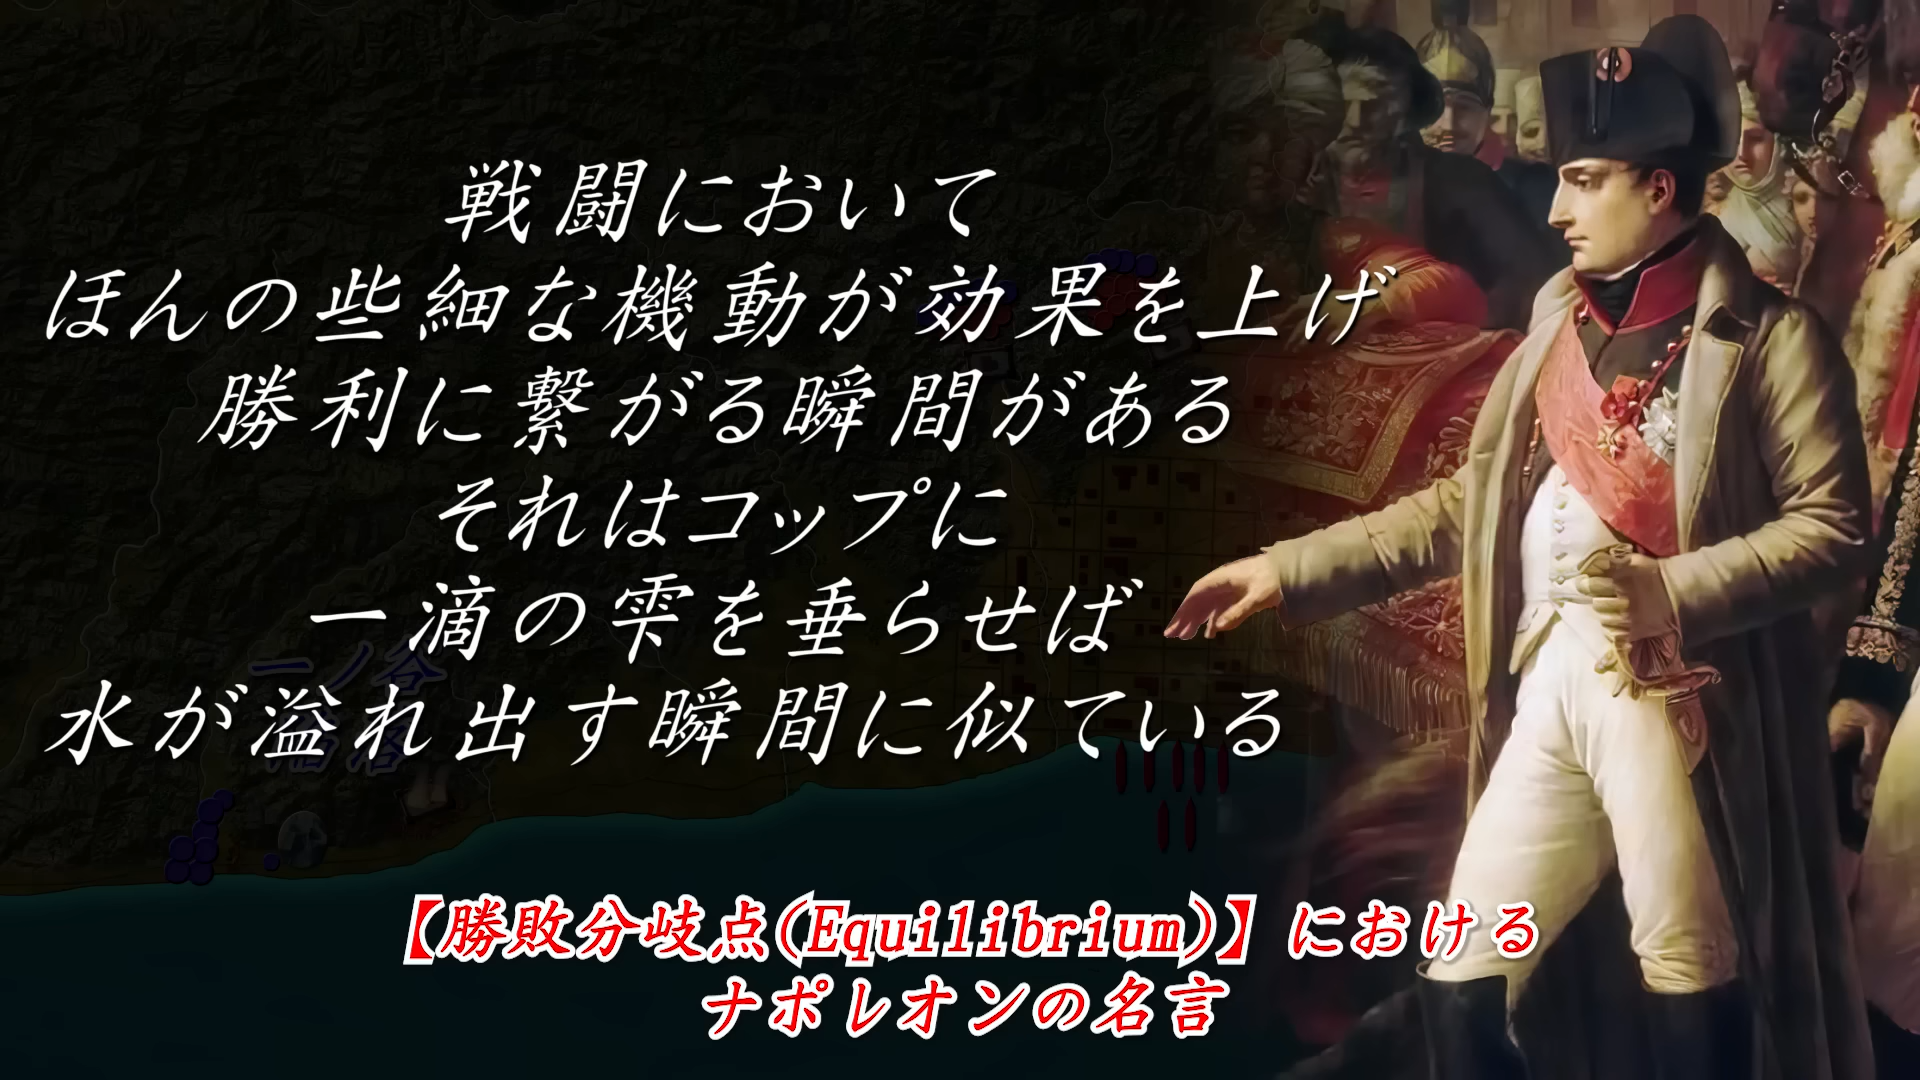 戦闘において
ほんの些細な機動が効果を上げ
勝利に繋がる瞬間がある
それはコップに
一滴の雫を垂らせば
水が溢れ出す瞬間に似ている
一ノ谷
【勝敗分岐点(Equilibrium)】における
ナポレオンの名言